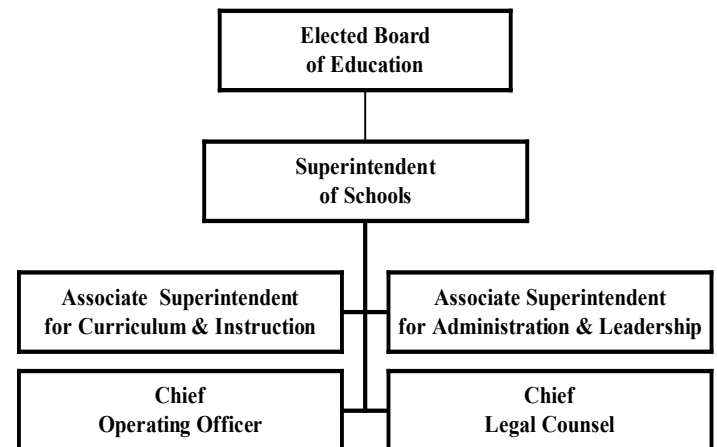 Elected Board
of Education
Superintendent
of Schools
Associate Superintendent
for Curriculum & Instruction
Associate Superintendent
for Administration & Leadership
Chief
Operating Officer
Chief
Legal Counsel